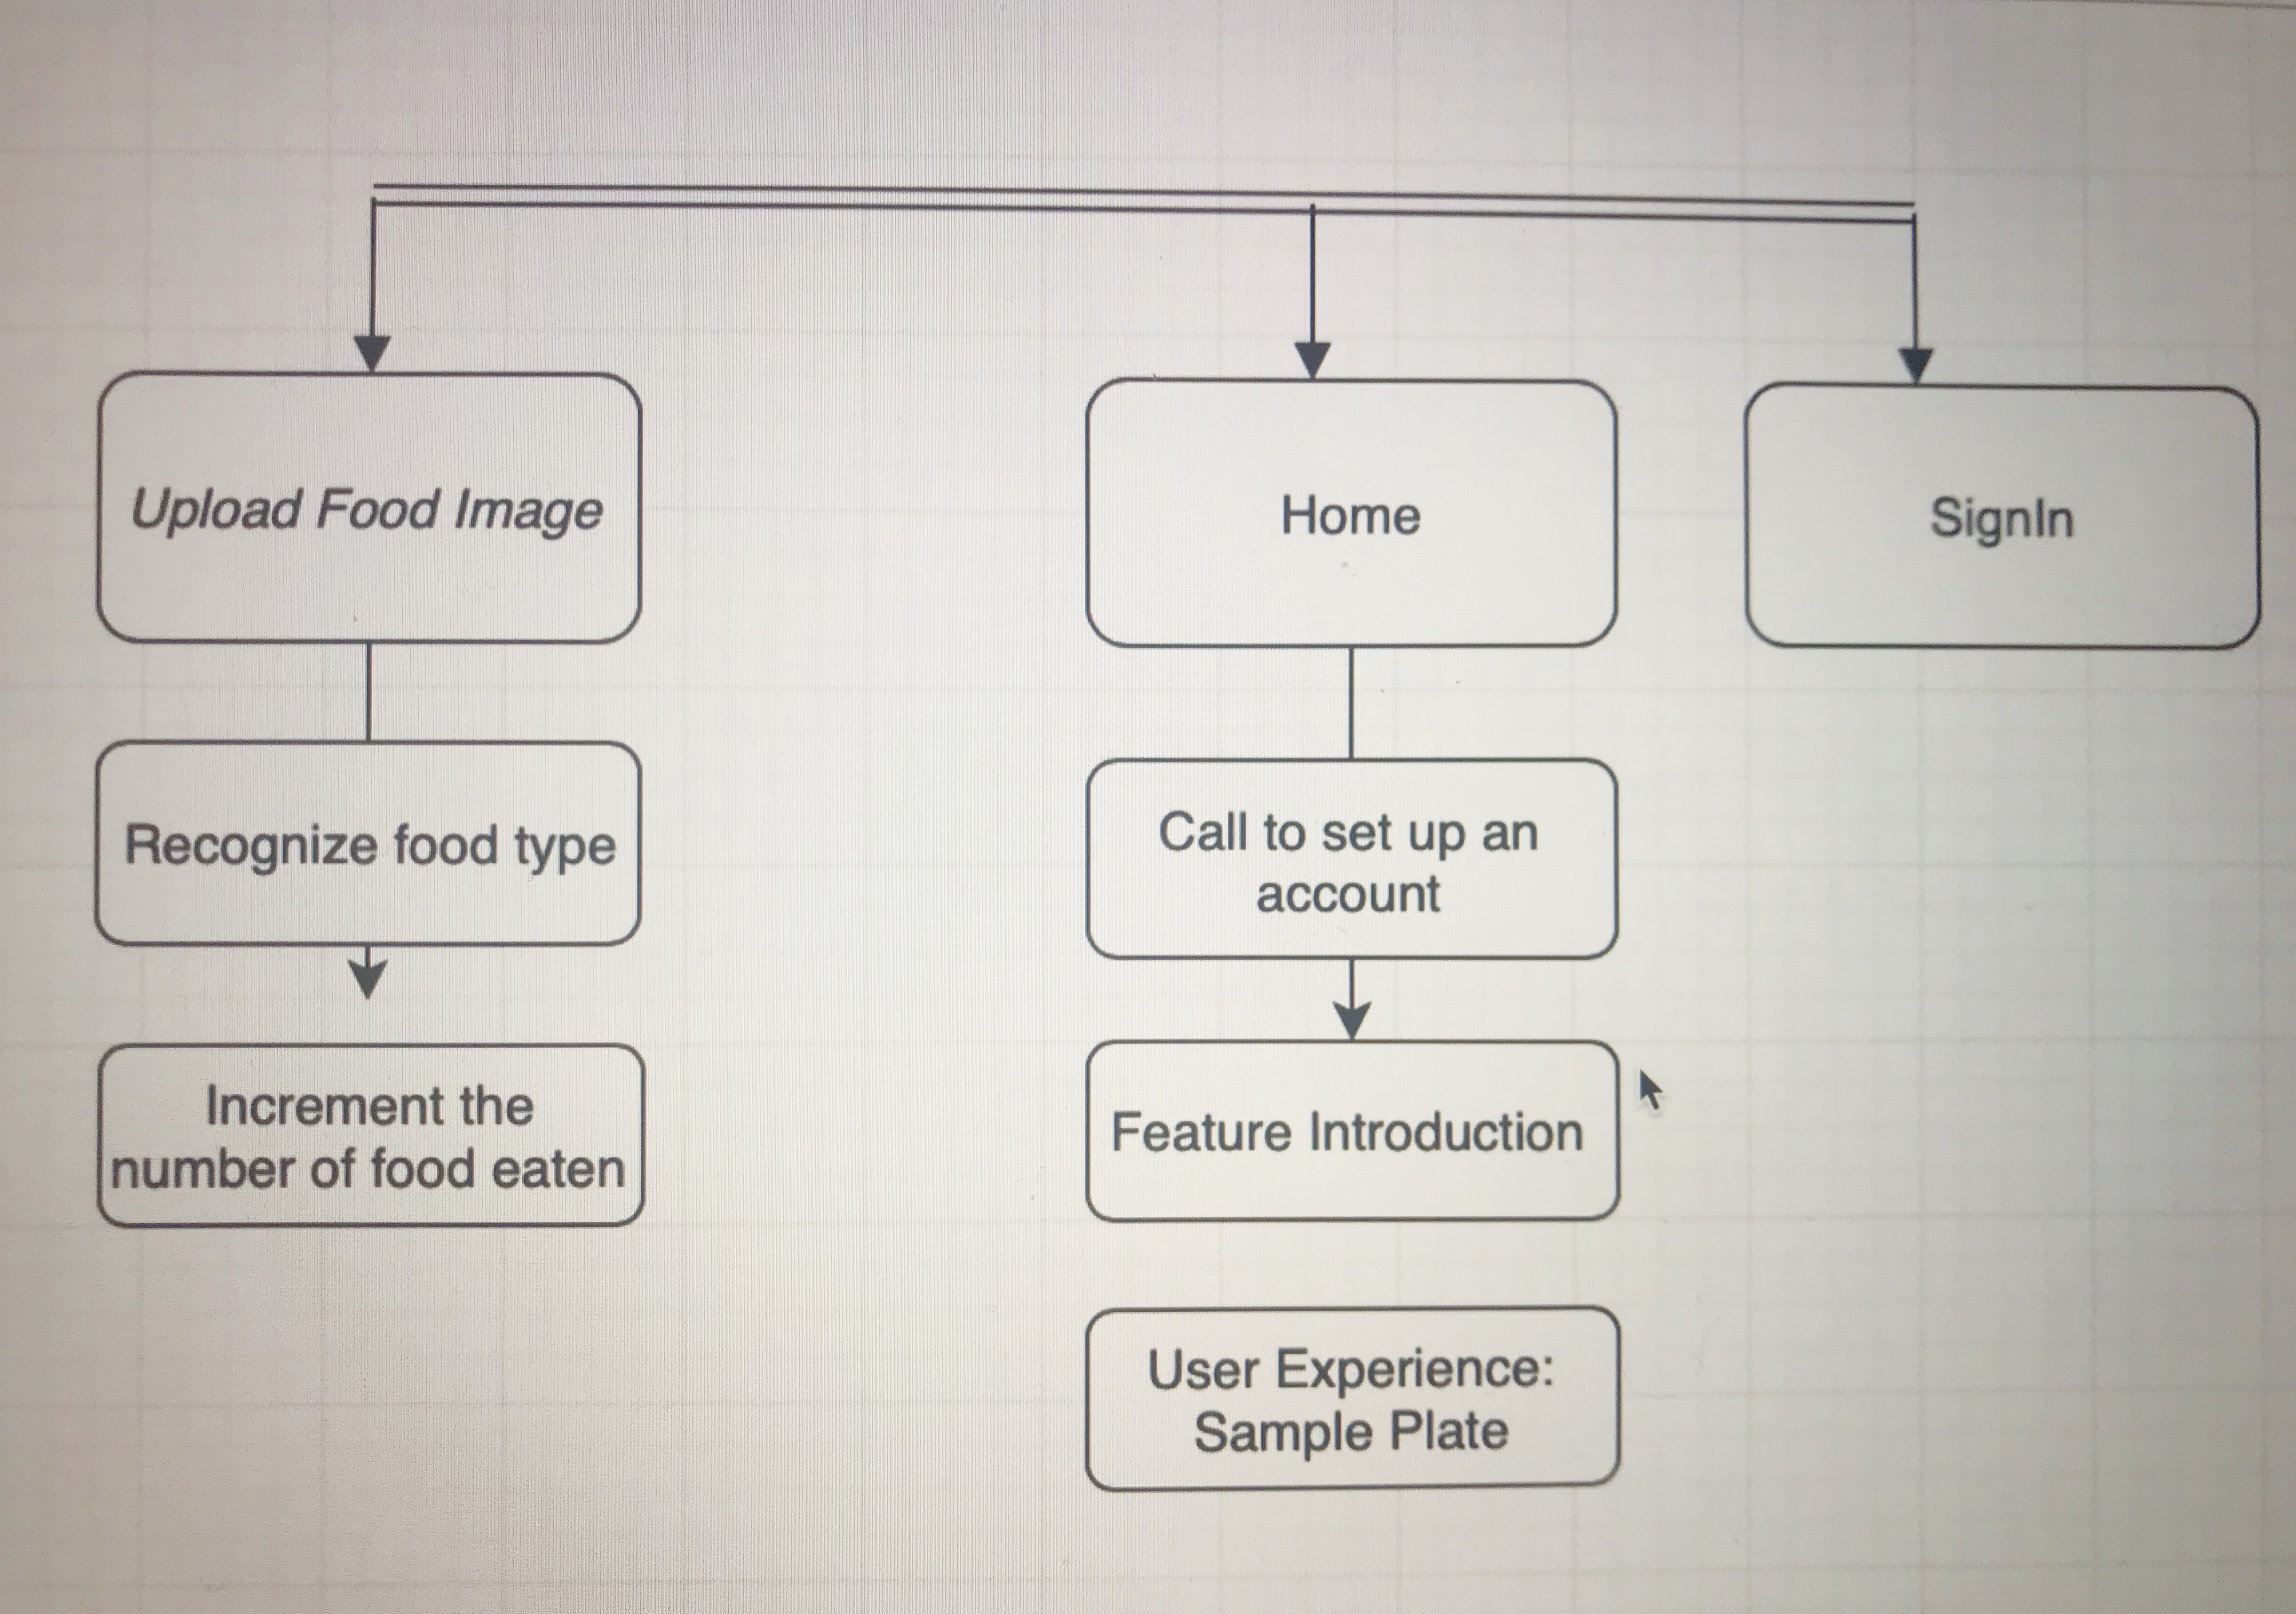 Upload Food Image
Home
SignIn
Recognize food type
Call to set up an
account
Increment the
number of food eaten
Feature Introduction
User Experience:
Sample Plate